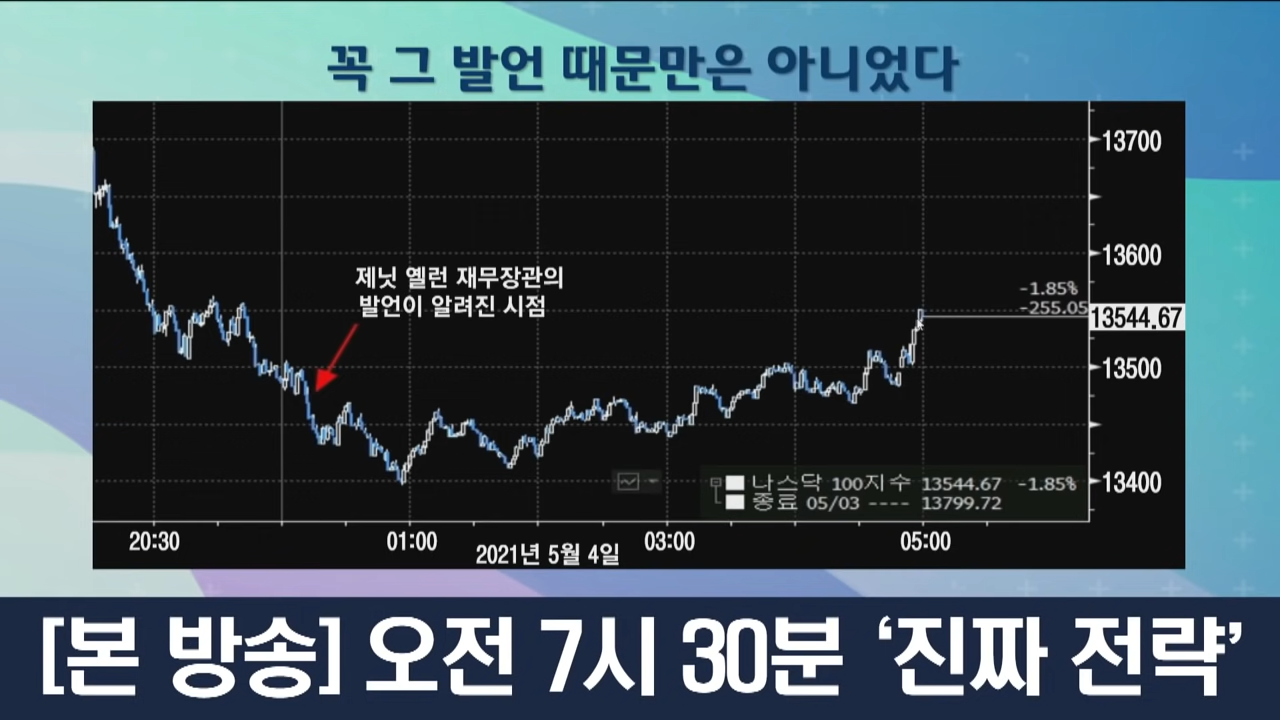 꼭 그 발언 때문만은 아니었다
13700
제닛 옐런 재무장관의
발언이 알려진 시점
13600
-1.85%
-255.05
13544.67
13500
나스닥 100지수 13544.67 -1.85%
종료 05/03 ---- 13799.72
13400
20:30 01:00 03:00 05:00
2021년 5월 4일
[본 방송] 오전 7시 30분 ‘진짜 전략’